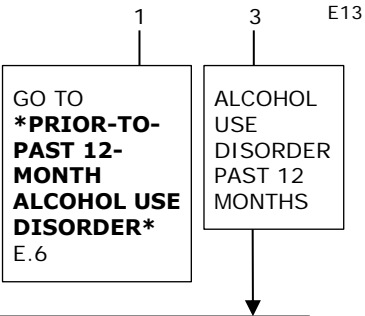 1
3
E13
GO TO
*PRIOR-TO-
PAST 12-
MONTH
ALCOHOL USE
DISORDER*
E.6
ALCOHOL
USE
DISORDER
PAST 12
MONTHS